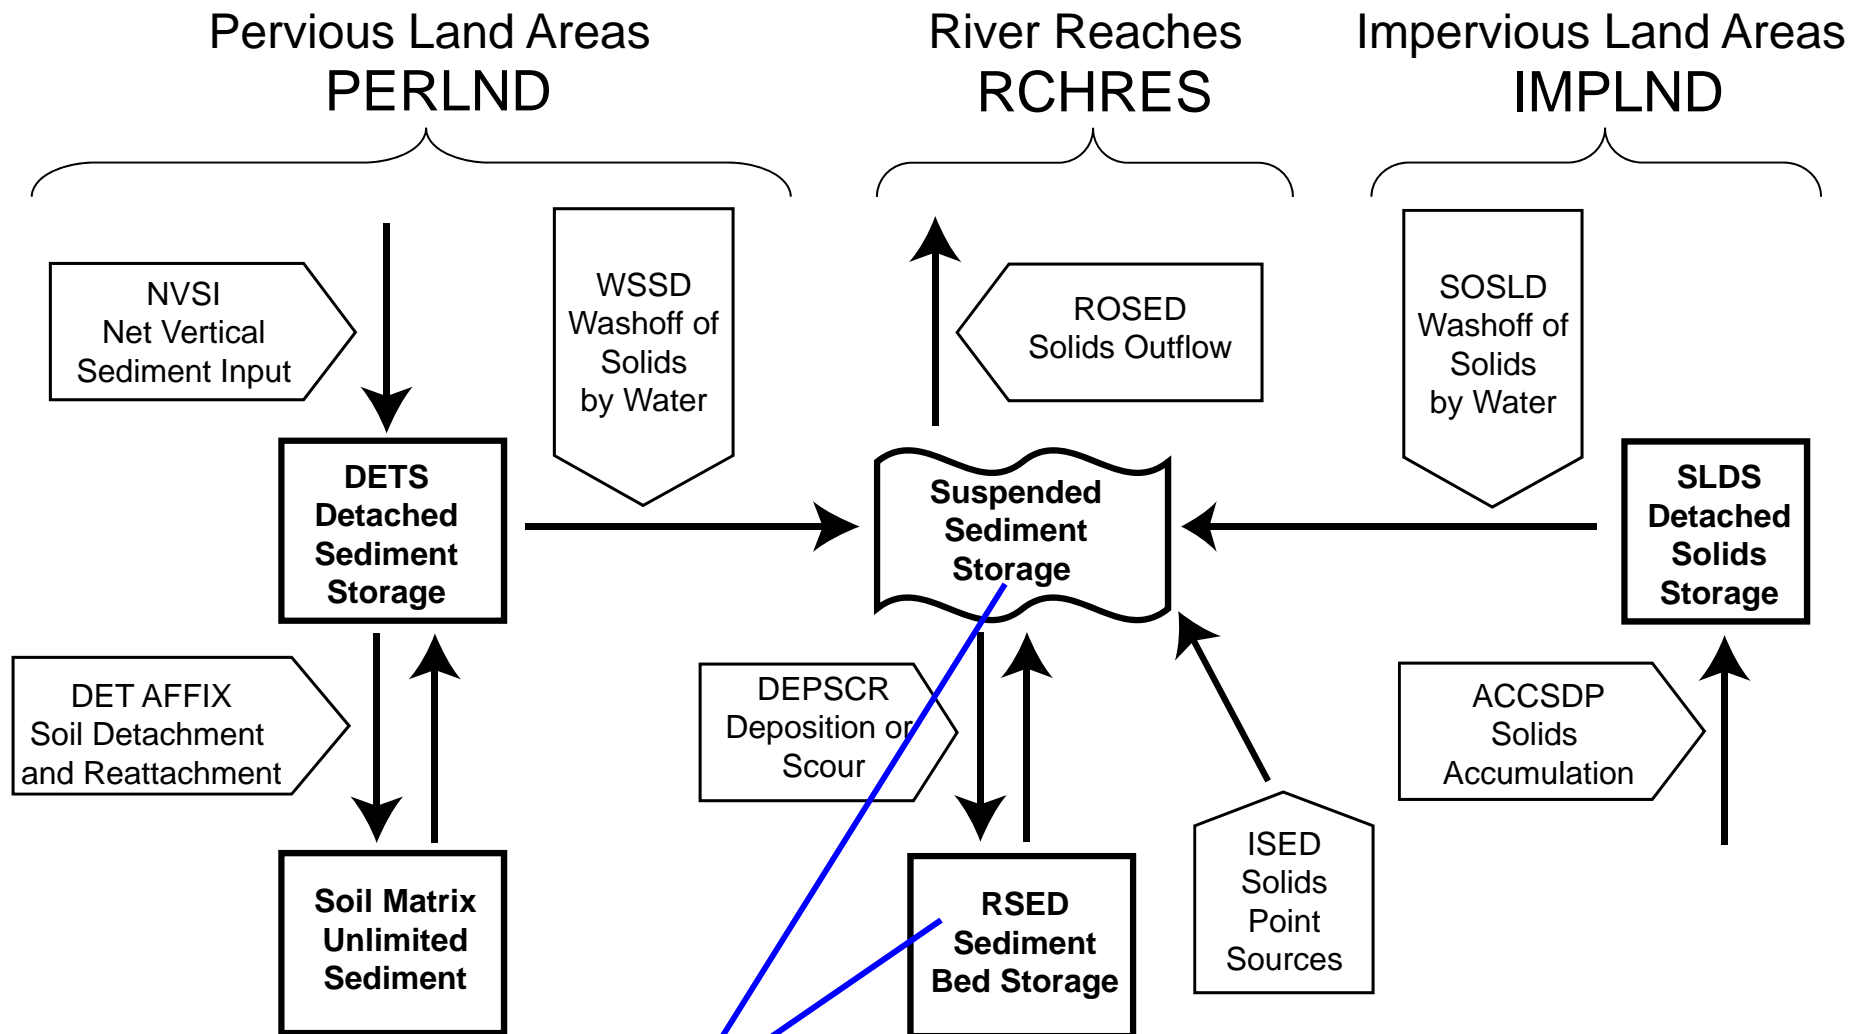 Pervious Land Areas
PERLND
River Reaches
RCHRES
Impervious Land Areas
IMPLND
NVSI
Net Vertical
Sediment Input
WSSD
Washoff of
Solids
by Water
ROSED
Solids Outflow
SOSLD
Washoff of
Solids
by Water
DETS
Detached
Sediment
Storage
Suspended
Sediment
Storage
SLDS
Detached
Solids
Storage
DET AFFIX
Soil Detachment
and Reattachment
DEPSCR
Deposition or
Scour
ACCSDP
Solids
Accumulation
Soil Matrix
Unlimited
Sediment
RSED
Sediment
Bed Storage
ISED
Solids
Point
Sources